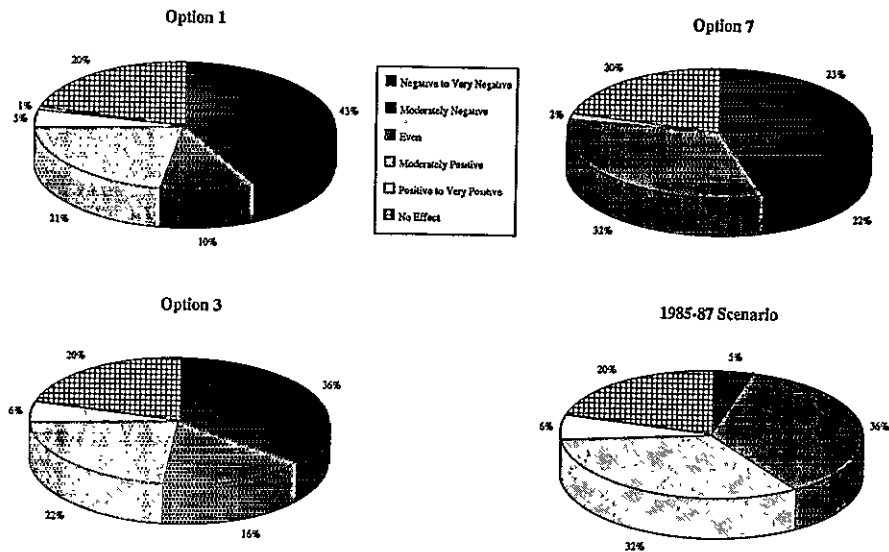 Option 1
20%
1%
5%
43%
21%
10%
Negative to Very Negative
Moderately Negative
Even
Moderately Positive
Positive to Very Positive
No Effect
Option 7
20%
23%
2%
32%
22%
Option 3
20%
36%
6%
22%
16%
1985-87 Scenario
20%
5%
6%
36%
32%